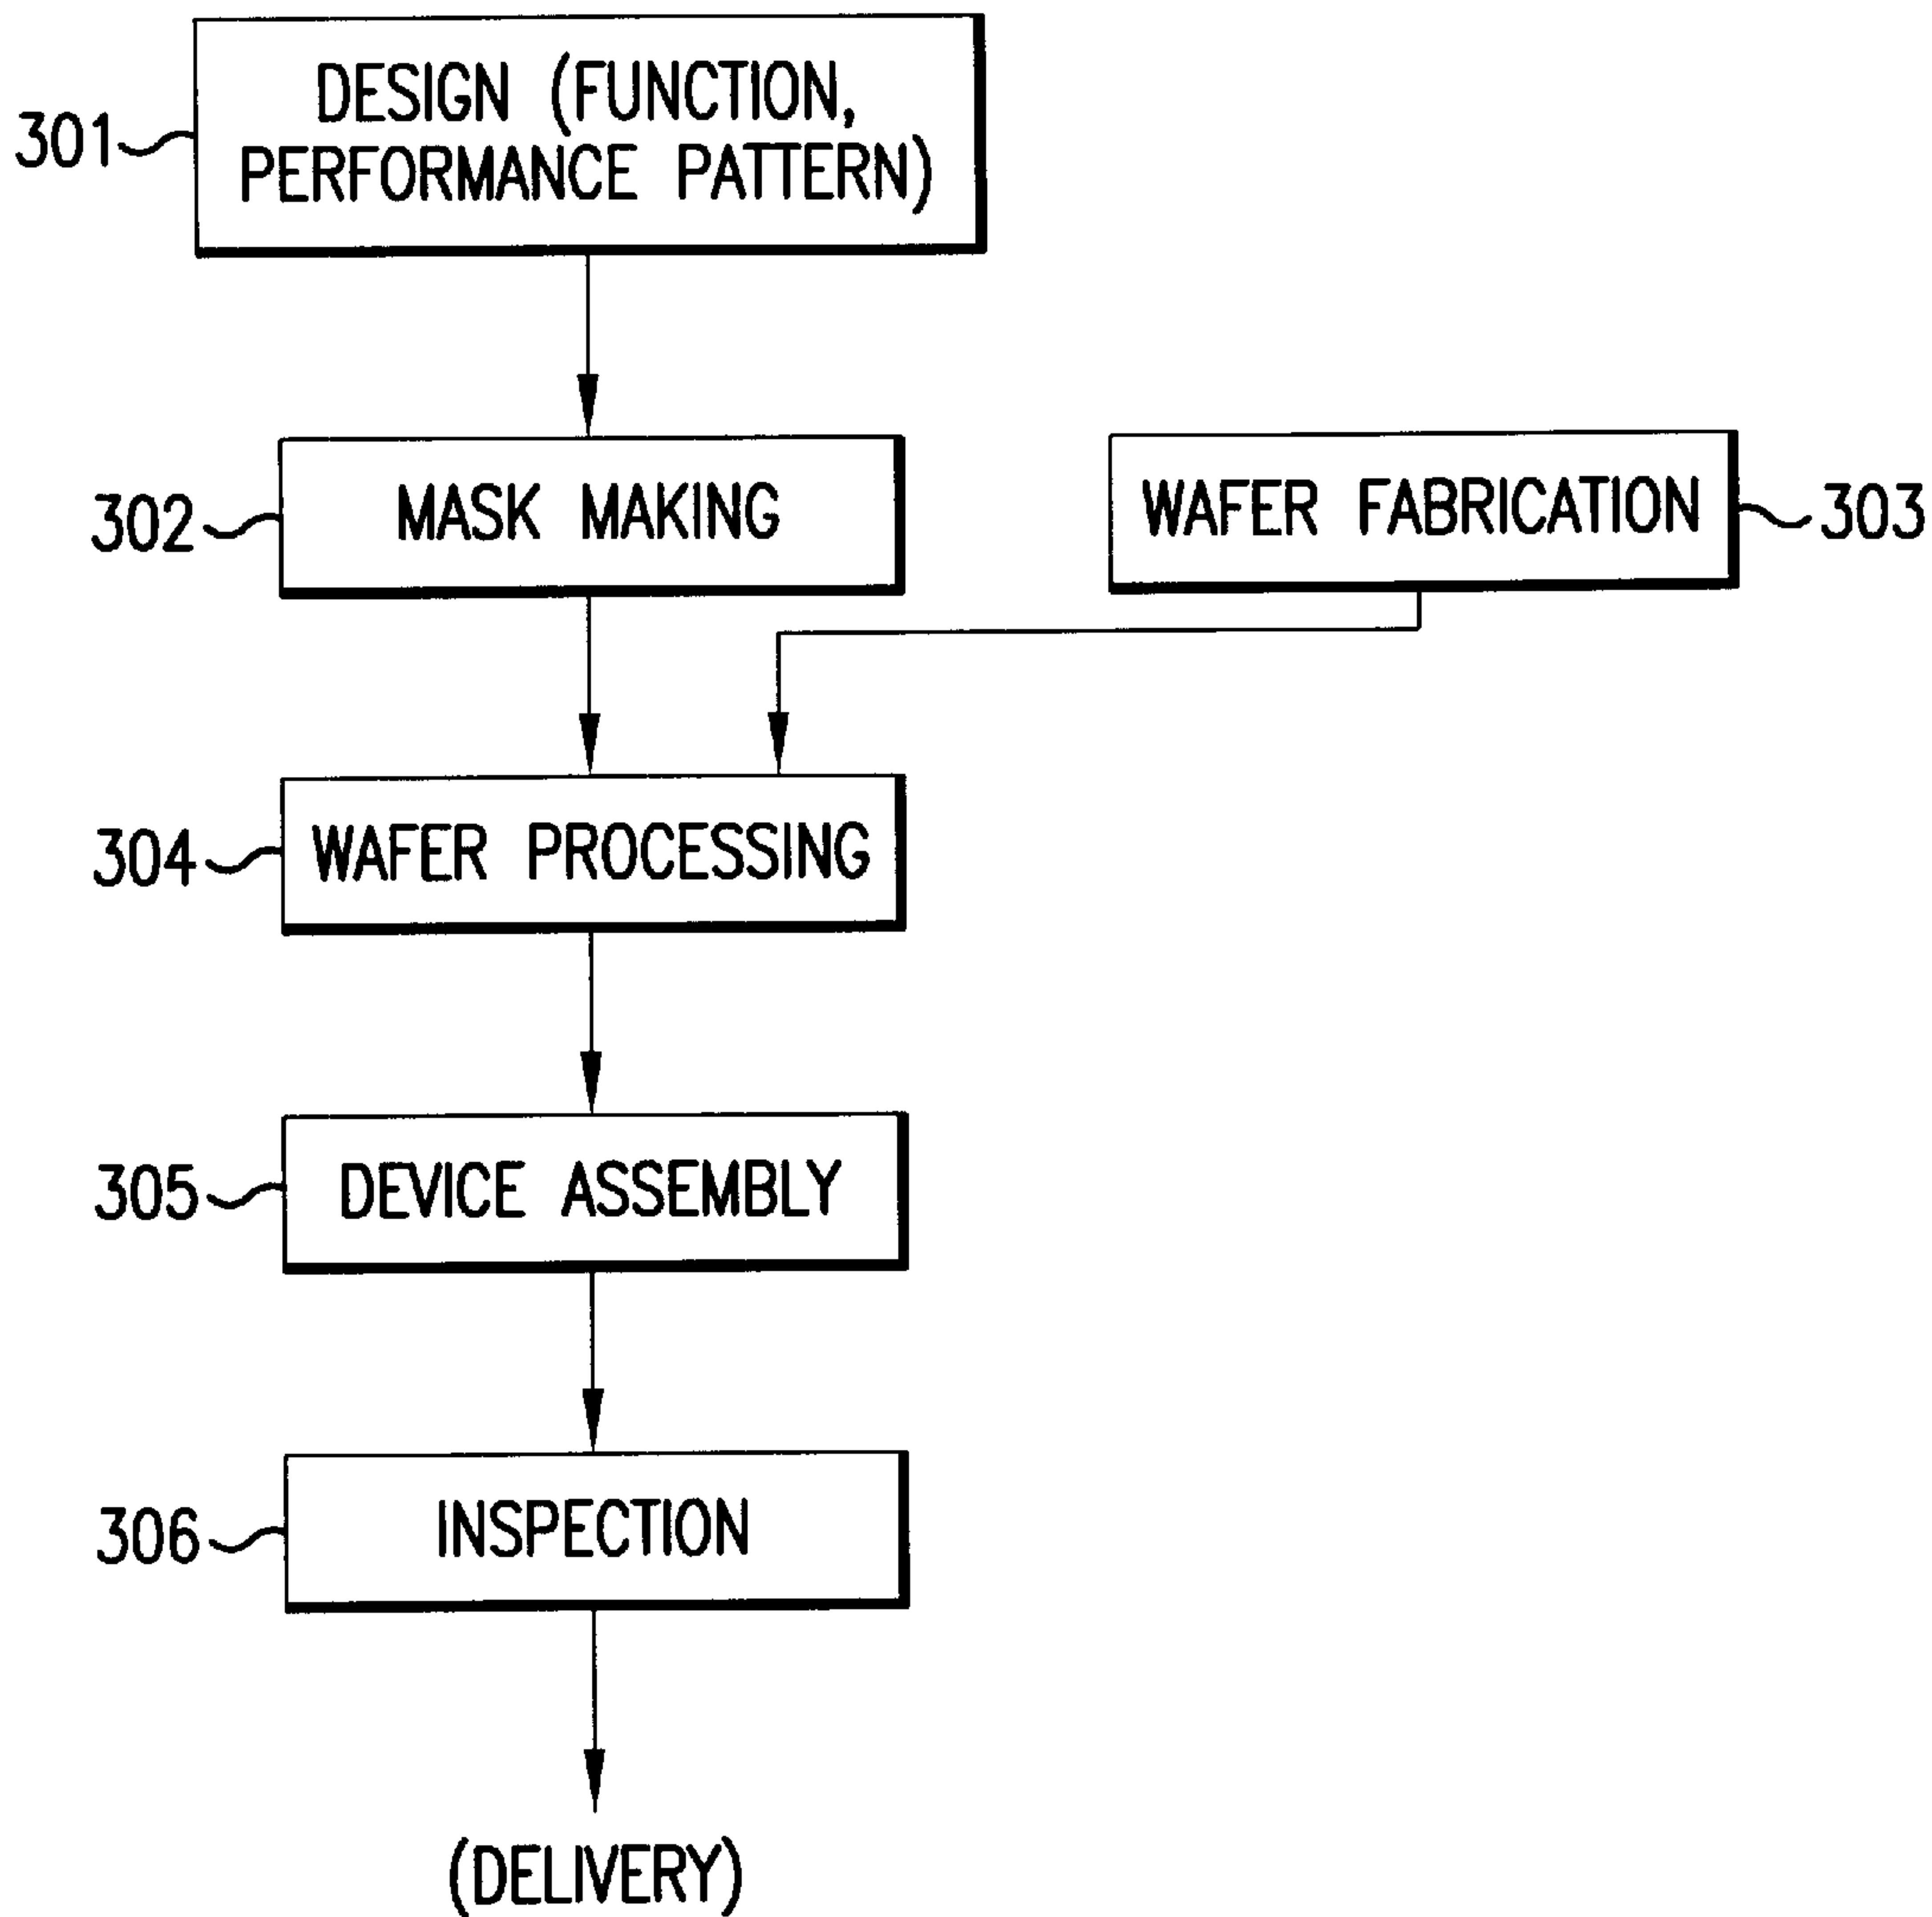 DESIGN (FUNCTION,
PERFORMANCE PATTERN)
301
MASK MAKING
302
WAFER FABRICATION
303
WAFER PROCESSING
304
DEVICE ASSEMBLY
305
INSPECTION
306
(DELIVERY)